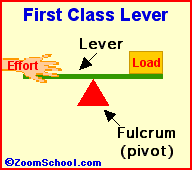 First Class Lever
Lever
Effort
Load
Fulcrum
(pivot)
©ZoomSchool.com